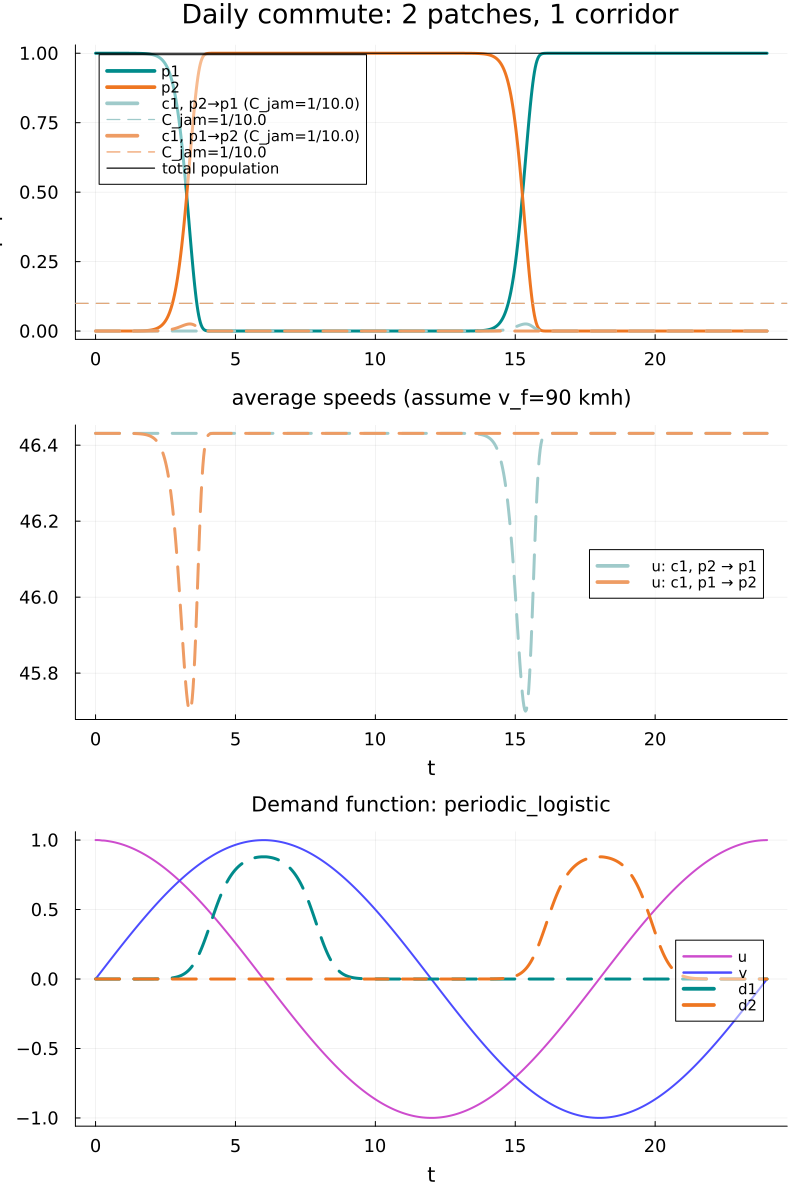 Daily commute: 2 patches, 1 corridor
1.00
0.75
0.50
0.25
0.00
p1
p2
c1, p2→p1 (C_jam=1/10.0)
C_jam=1/10.0
c1, p1→p2 (C_jam=1/10.0)
C_jam=1/10.0
total population
0 5 10 15 20
average speeds (assume v_f=90 kmh)
46.4
46.2
46.0
45.8
u: c1, p2 → p1
u: c1, p1 → p2
0 5 10 15 20
t
Demand function: periodic_logistic
1.0
0.5
0.0
−0.5
−1.0
u
v
d1
d2
0 5 10 15 20
t